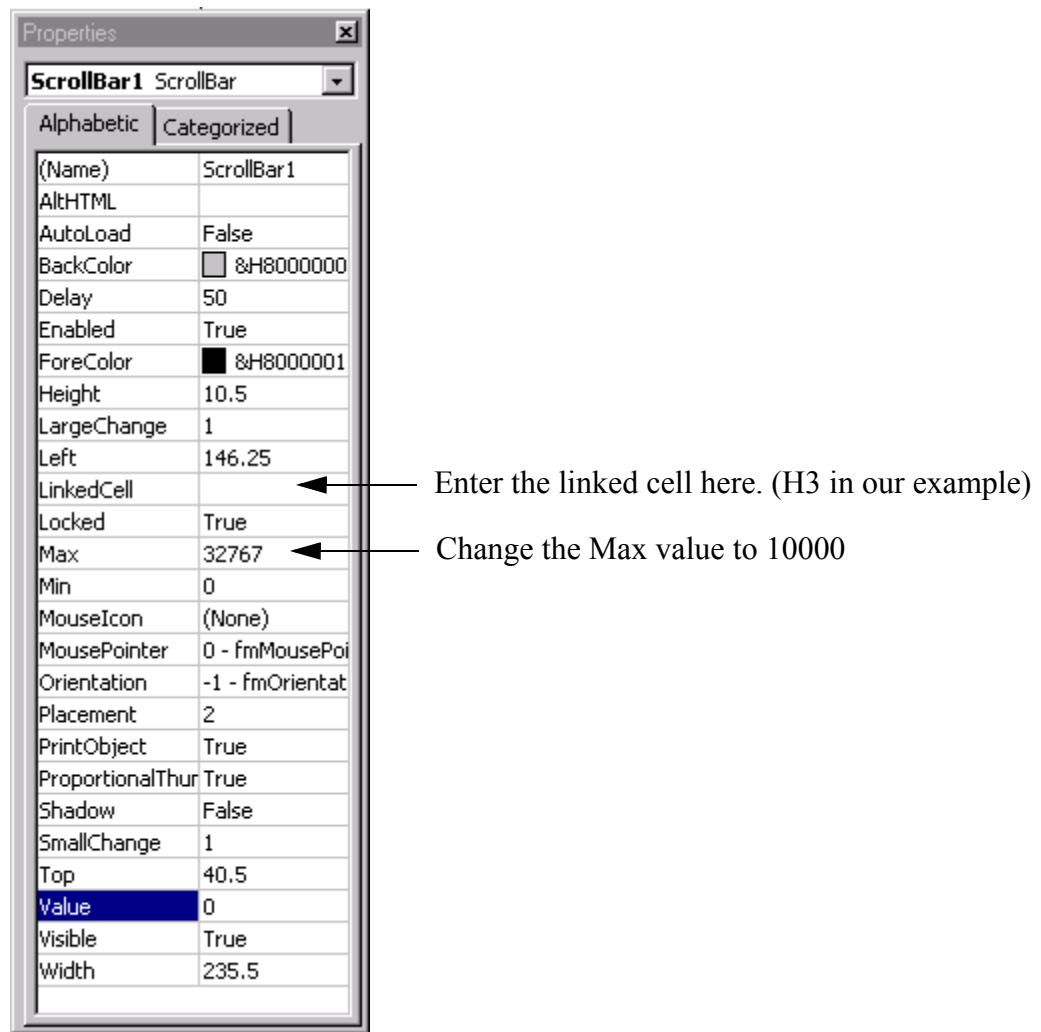 Properties
ScrollBar1 ScrollBar
Alphabetic Categorized
(Name) ScrollBar1
AltHTML
AutoLoad False
BackColor &H8000000
Delay 50
Enabled True
ForeColor &H8000001
Height 10.5
LargeChange 1
Left 146.25
LinkedCell Enter the linked cell here. (H3 in our example)
Locked True
Max 32767 Change the Max value to 10000
Min 0
MouseIcon (None)
MousePointer 0 - fmMousePoi
Orientation -1 - fmOrientat
Placement 2
PrintObject True
ProportionalThur True
Shadow False
SmallChange 1
Top 40.5
Value 0
Visible True
Width 235.5